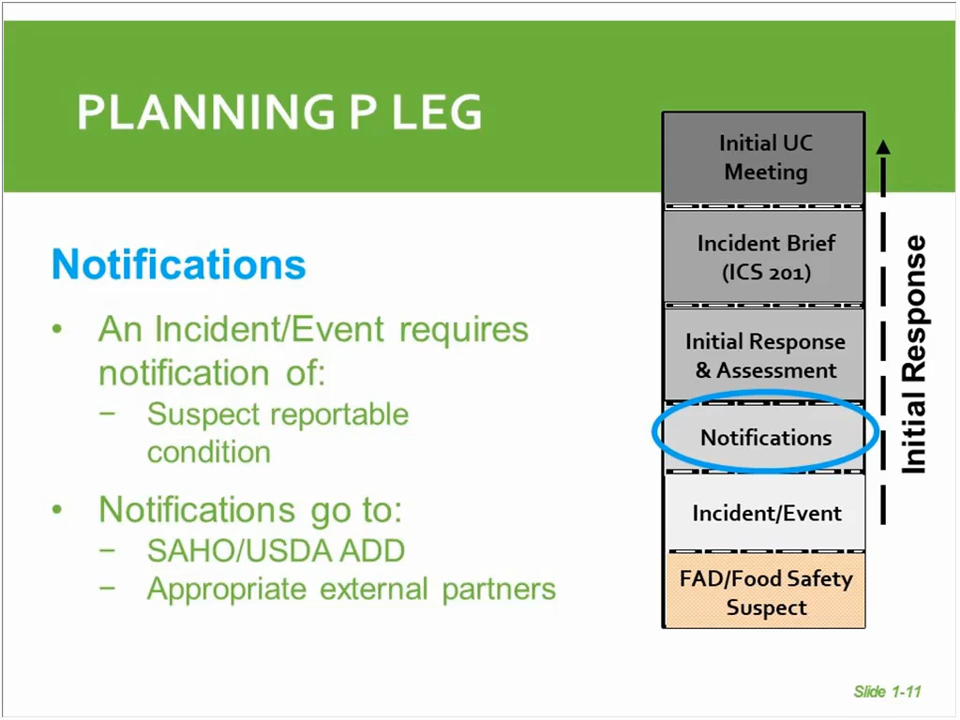 PLANNING P LEG
Notifications
• An Incident/Event requires
notification of:
− Suspect reportable
condition
• Notifications go to:
− SAHO/USDA ADD
− Appropriate external partners
Initial UC
Meeting
Incident Brief
(ICS 201)
Initial Response
& Assessment
Notifications
Incident/Event
FAD/Food Safety
Suspect
Initial Response
Slide 1-11